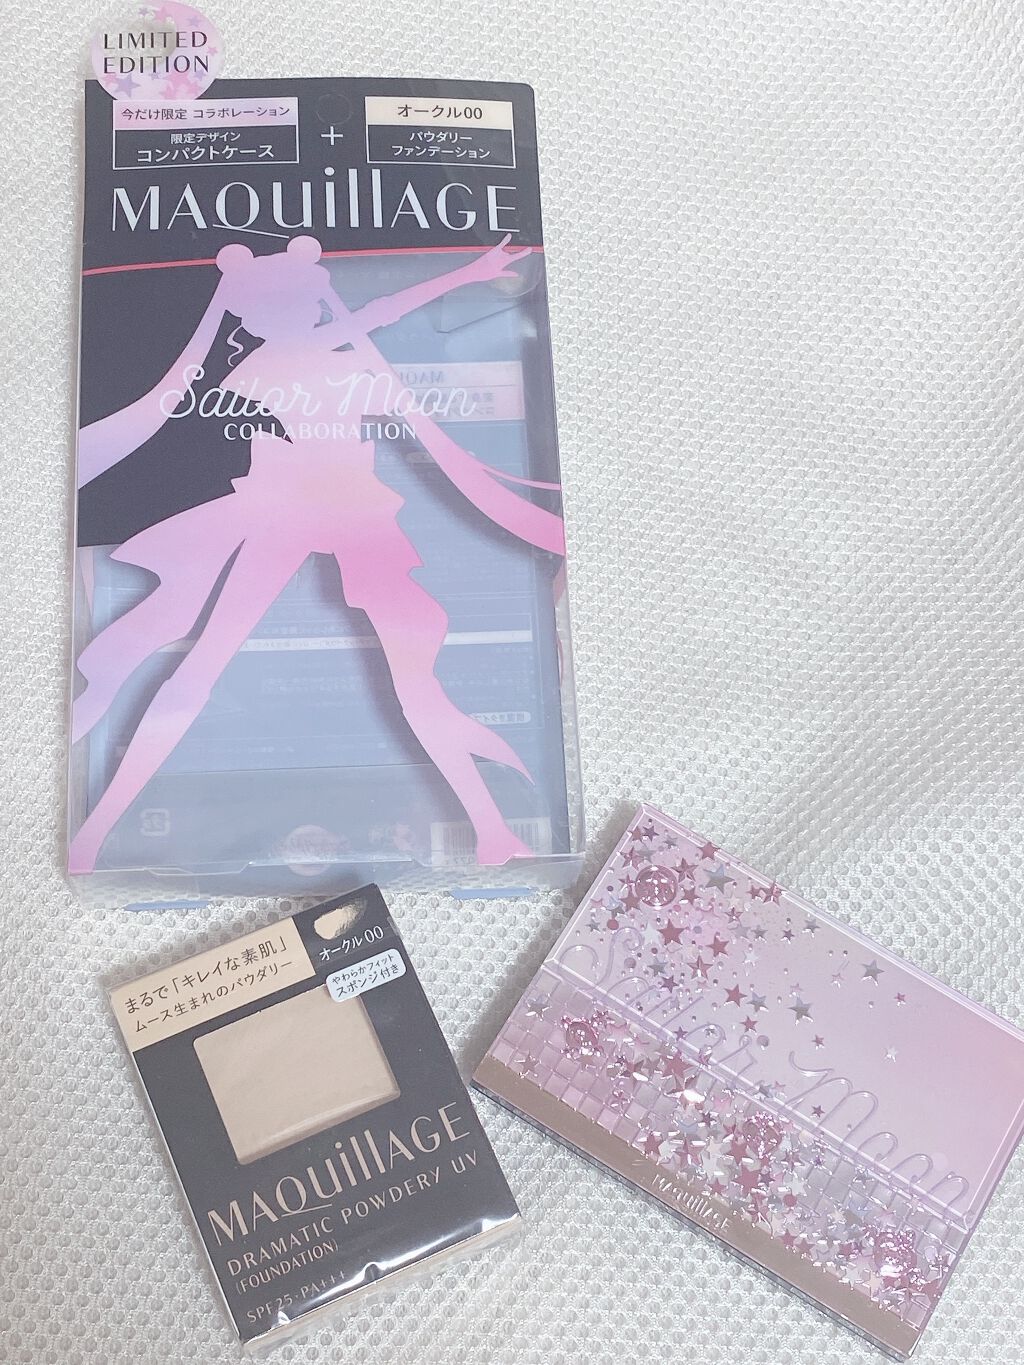 LIMITED
EDITION
今だけ限定 コラボレーション
限定デザイン
コンパクトケース
+
オークル00
パウダリー
ファンデーション
MAQuillAGE
Sailor Moon
COLLABORATION
まるで「キレイな素肌」
ムース生まれのパウダリー
オークル00
やわらかフィット
スポンジ付き
MAQuillAGE
DRAMATIC POWDERY UV
(FOUNDATION)
SPF25・PA+++
Sailor Moon
MAQuillAGE